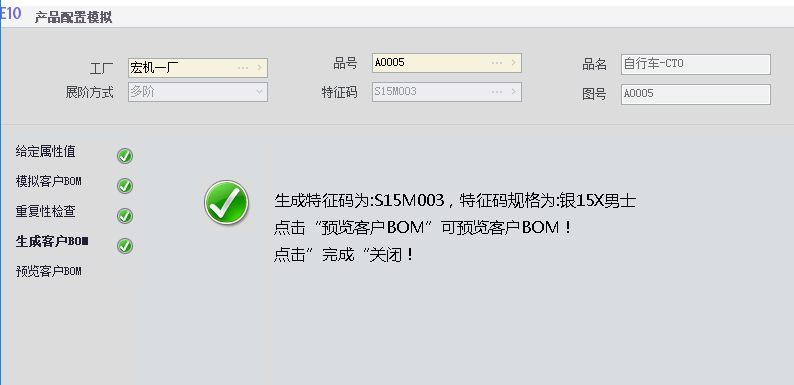 E10 产品配置模拟
工厂 宏机一厂 品号 A0005 品名 自行车-CTO
展阶方式 多阶 特征码 S15M003 图号 A0005
给定属性值
模拟客户BOM
重复性检查
生成客户BOM
预览客户BOM
生成特征码为:S15M003，特征码规格为:银15X男士
点击“预览客户BOM”可预览客户BOM！
点击”完成“关闭！